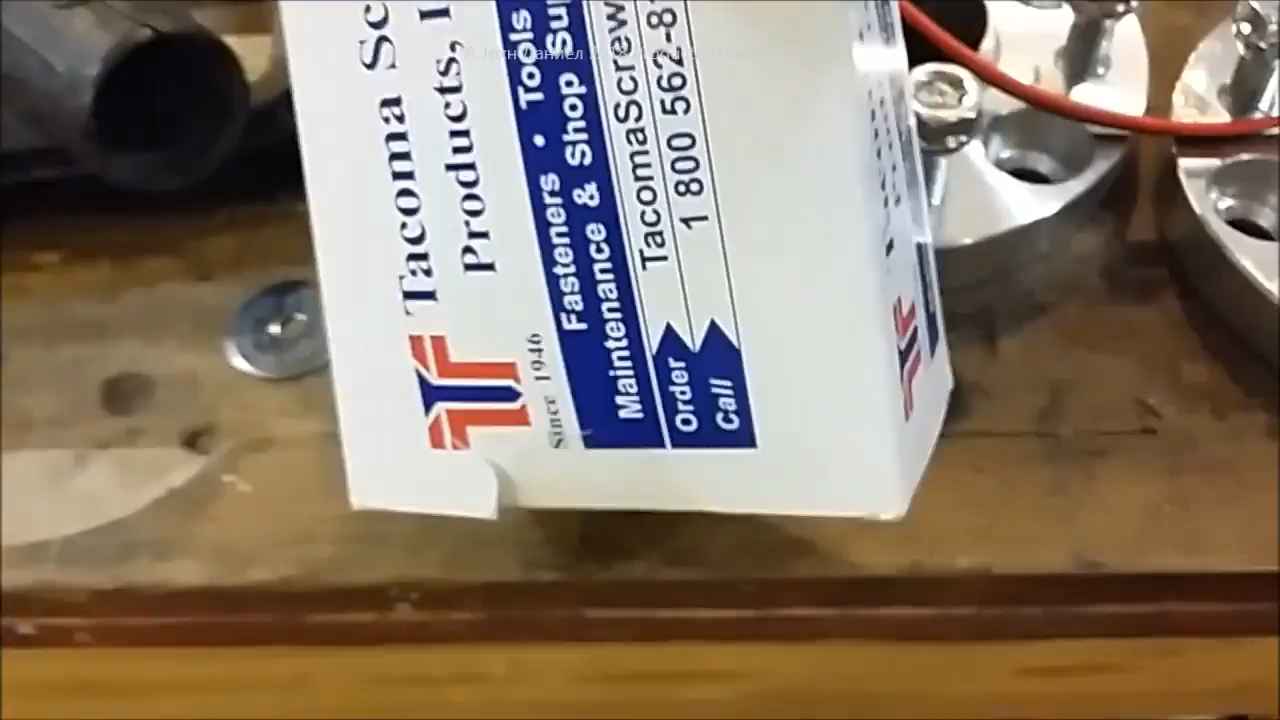 Tacoma Sc
Products, I
Since 1946
Fasteners • Tools
Maintenance & Shop Sup
Order
TacomaScrew
Call
1 800 562-8